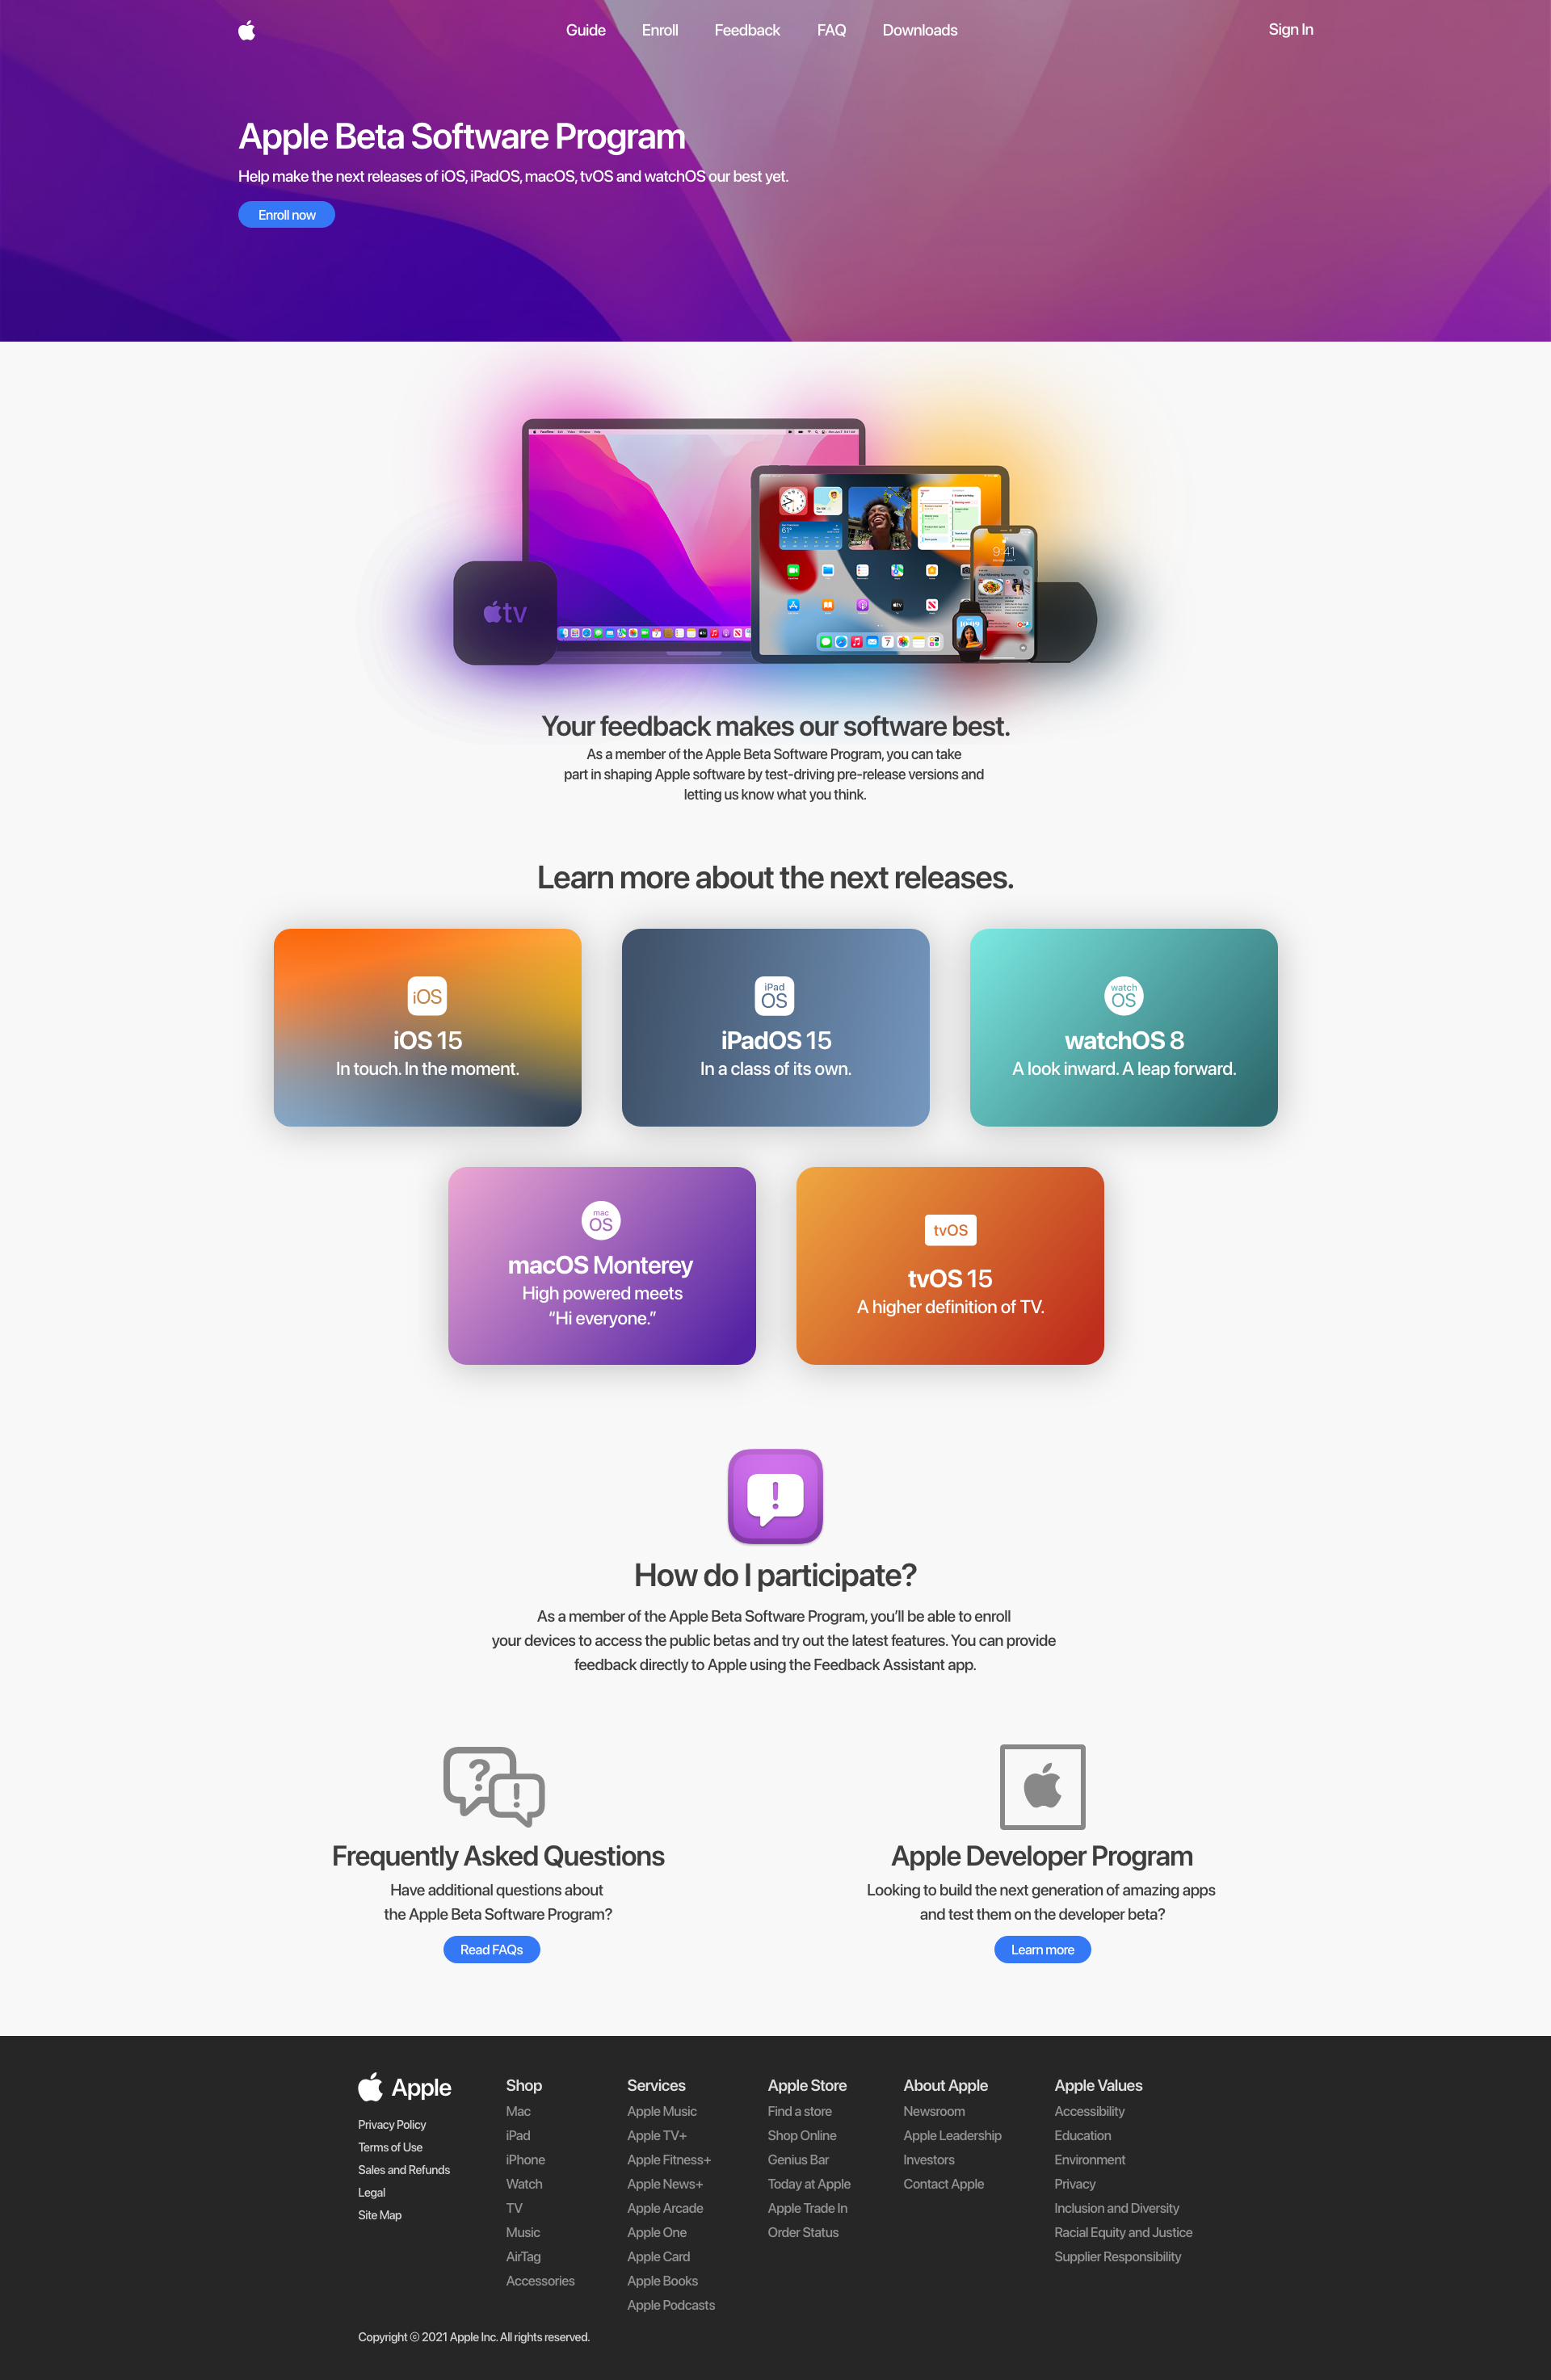 Guide Enroll Feedback FAQ Downloads Sign In
Apple Beta Software Program
Help make the next releases of iOS, iPadOS, macOS, tvOS and watchOS our best yet.
Enroll now
tv
9:41
Your feedback makes our software best.
As a member of the Apple Beta Software Program, you can take
part in shaping Apple software by test-driving pre-release versions and
letting us know what you think.
Learn more about the next releases.
iOS
iOS 15
In touch. In the moment.
iPad
OS
iPadOS 15
In a class of its own.
watch
OS
watchOS 8
A look inward. A leap forward.
mac
OS
macOS Monterey
High powered meets
“Hi everyone.”
tvOS
tvOS 15
A higher definition of TV.
How do I participate?
As a member of the Apple Beta Software Program, you’ll be able to enroll
your devices to access the public betas and try out the latest features. You can provide
feedback directly to Apple using the Feedback Assistant app.
Frequently Asked Questions
Have additional questions about
the Apple Beta Software Program?
Read FAQs
Apple Developer Program
Looking to build the next generation of amazing apps
and test them on the developer beta?
Learn more
Apple
Privacy Policy
Terms of Use
Sales and Refunds
Legal
Site Map
Shop
Mac
iPad
iPhone
Watch
TV
Music
AirTag
Accessories
Services
Apple Music
Apple TV+
Apple Fitness+
Apple News+
Apple Arcade
Apple One
Apple Card
Apple Books
Apple Podcasts
Apple Store
Find a store
Shop Online
Genius Bar
Today at Apple
Apple Trade In
Order Status
About Apple
Newsroom
Apple Leadership
Investors
Contact Apple
Apple Values
Accessibility
Education
Environment
Privacy
Inclusion and Diversity
Racial Equity and Justice
Supplier Responsibility
Copyright © 2021 Apple Inc. All rights reserved.